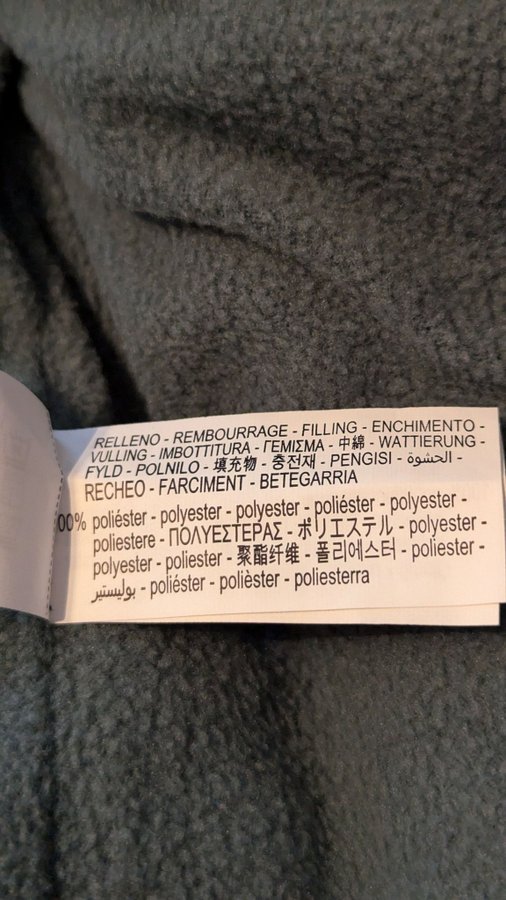 RELLENO - REMBOURRAGE - FILLING - ENCHIMENTO -
VULLING - IMBOTTITURA - ΓΕΜΙΣΜΑ - 中綿 - WATTIERUNG -
FYLD - POLNILO - 填充物 - 충전재 - PENGISI - الحشوة -
RECHEO - FARCIMENT - BETEGARRIA
00% poliéster - polyester - polyester - poliéster - polyester -
poliestere - ΠΟΛΥΕΣΤΕΡΑΣ - ポリエステル - polyester -
polyester - poliester - 聚酯纤维 - 폴리에스터 - poliester -
بوليستير - poliéster - polièster - poliesterra